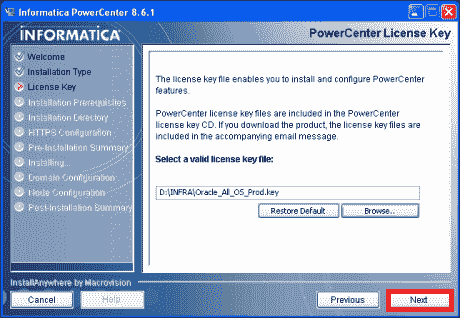 Informatica PowerCenter 8.6.1
INFORMATICA
PowerCenter License Key
Welcome
Installation Type
License Key
Installation Prerequisites
Installation Directory
HTTPS Configuration
Pre-Installation Summary
Installing...
Domain Configuration
Node Configuration
Post-Installation Summary
The license key file enables you to install and configure PowerCenter
features.
PowerCenter license key files are included in the PowerCenter
license key CD. If you download the product, the license key files are
included in the accompanying email message.
Select a valid license key file:
D:\INFRA\Oracle_All_OS_Prod.key
Restore Default
Browse..
InstallAnywhere by Macrovision
Cancel
Help
Previous
Next